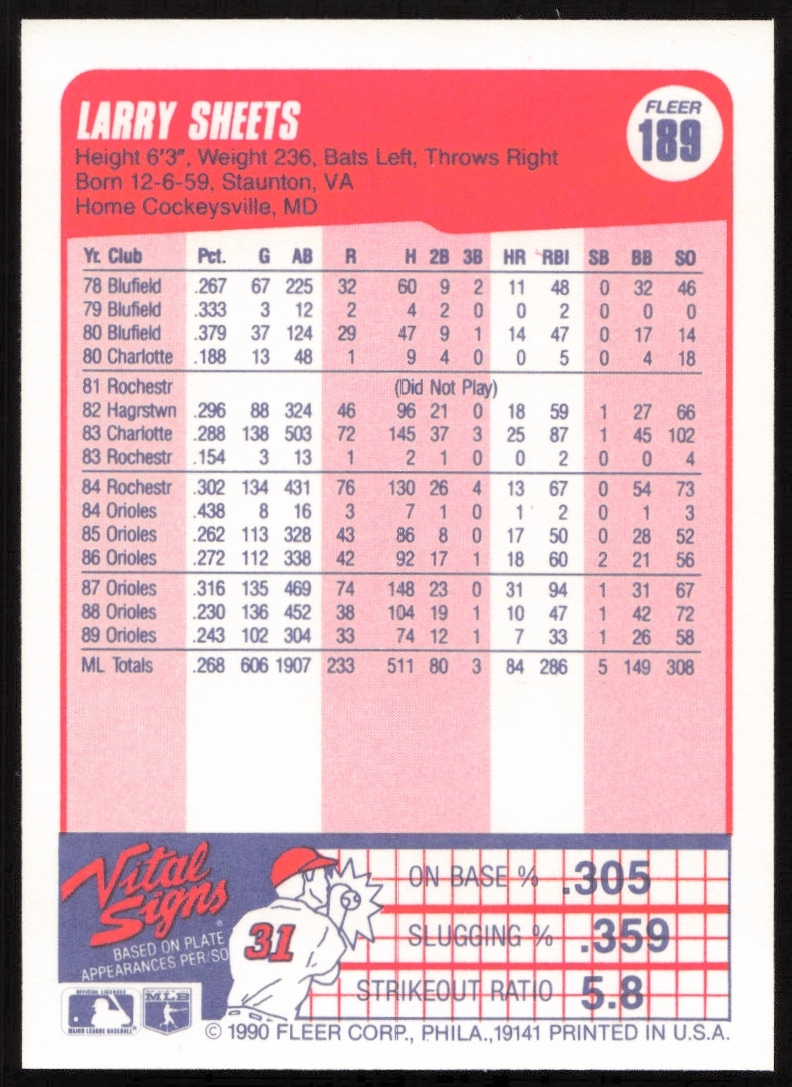 LARRY SHEETS
FLEER
189
Height 6'3", Weight 236, Bats Left, Throws Right
Born 12-6-59, Staunton, VA
Home Cockeysville, MD
Yr. Club Pct. G AB R H 2B 3B HR RBI SB BB SO
78 Blufield .267 67 225 32 60 9 2 11 48 0 32 46
79 Blufield .333 3 12 2 4 2 0 0 2 0 0 0
80 Blufield .379 37 124 29 47 9 1 14 47 0 17 14
80 Charlotte .188 13 48 1 9 4 0 0 5 0 4 18
81 Rochestr (Did Not Play)
82 Hagrstwn .296 88 324 46 96 21 0 18 59 1 27 66
83 Charlotte .288 138 503 72 145 37 3 25 87 1 45 102
83 Rochestr .154 3 13 1 2 1 0 0 2 0 0 4
84 Rochestr .302 134 431 76 130 26 4 13 67 0 54 73
84 Orioles .438 8 16 3 7 1 0 1 2 0 1 3
85 Orioles .262 113 328 43 86 8 0 17 50 0 28 52
86 Orioles .272 112 338 42 92 17 1 18 60 2 21 56
87 Orioles .316 135 469 74 148 23 0 31 94 1 31 67
88 Orioles .230 136 452 38 104 19 1 10 47 1 42 72
89 Orioles .243 102 304 33 74 12 1 7 33 1 26 58
ML Totals .268 606 1907 233 511 80 3 84 286 5 149 308
Vital
Signs®
BASED ON PLATE
APPEARANCES PER/SO
31
ON BASE % .305
SLUGGING % .359
STRIKEOUT RATIO 5.8
OFFICIAL LICENSEE
MAJOR LEAGUE BASEBALL
MLB
© 1990 FLEER CORP., PHILA.,19141 PRINTED IN U.S.A.